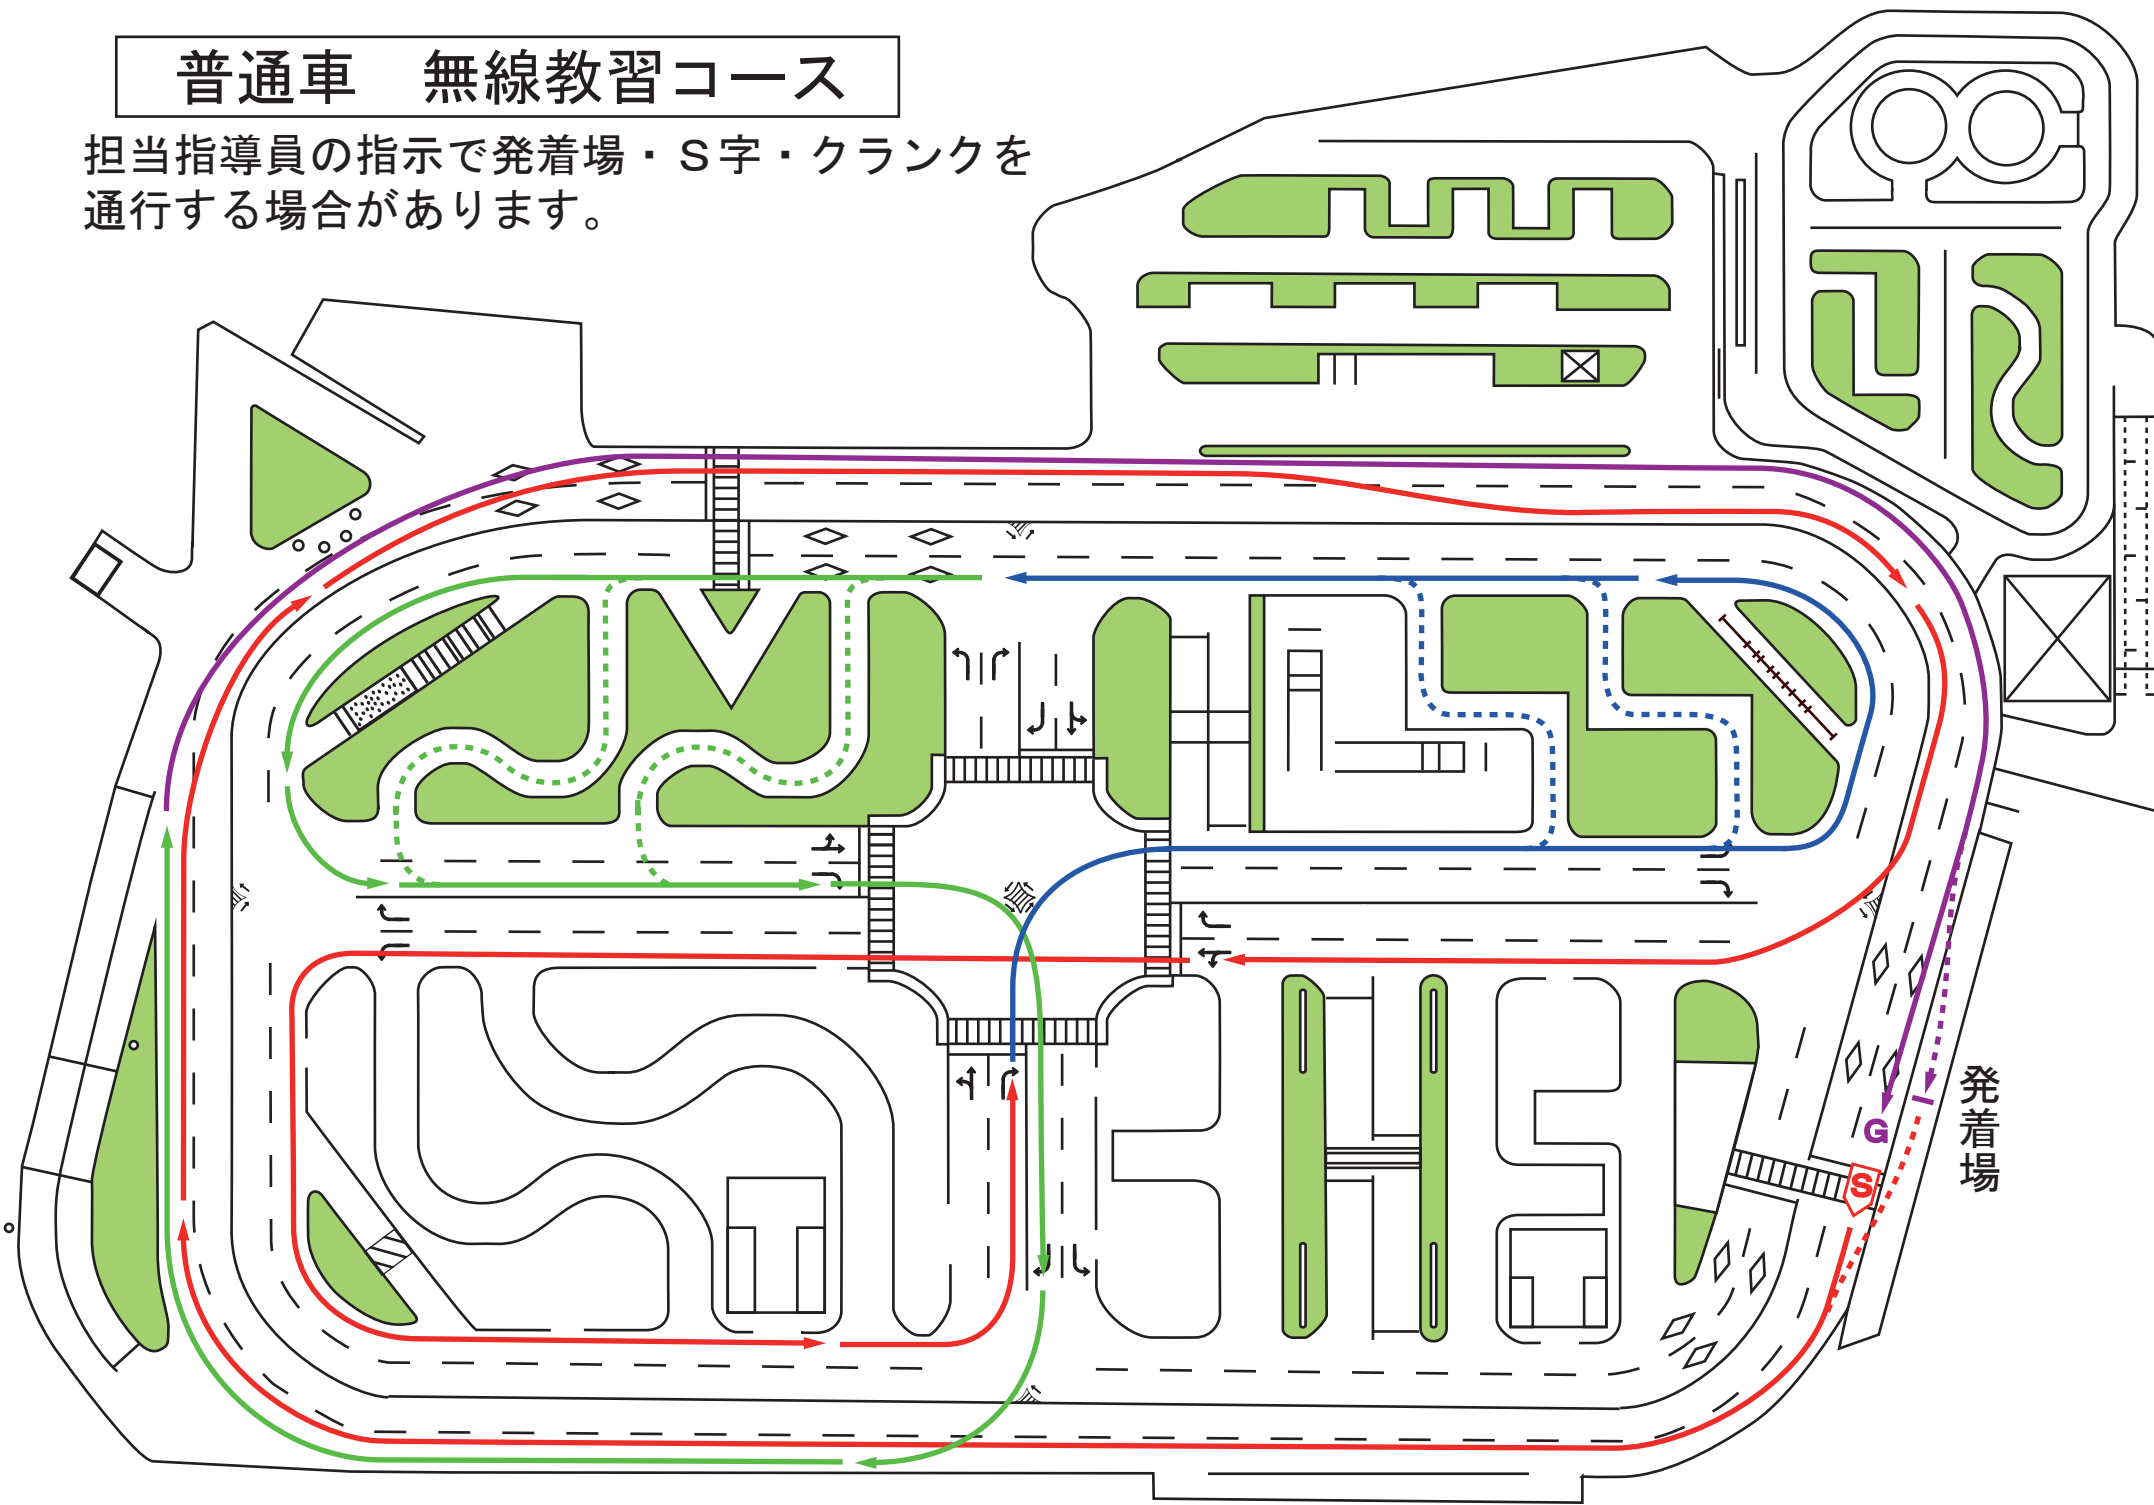 普通車　無線教習コース
担当指導員の指示で発着場・Ｓ字・クランクを
通行する場合があります。
発着場
G
S